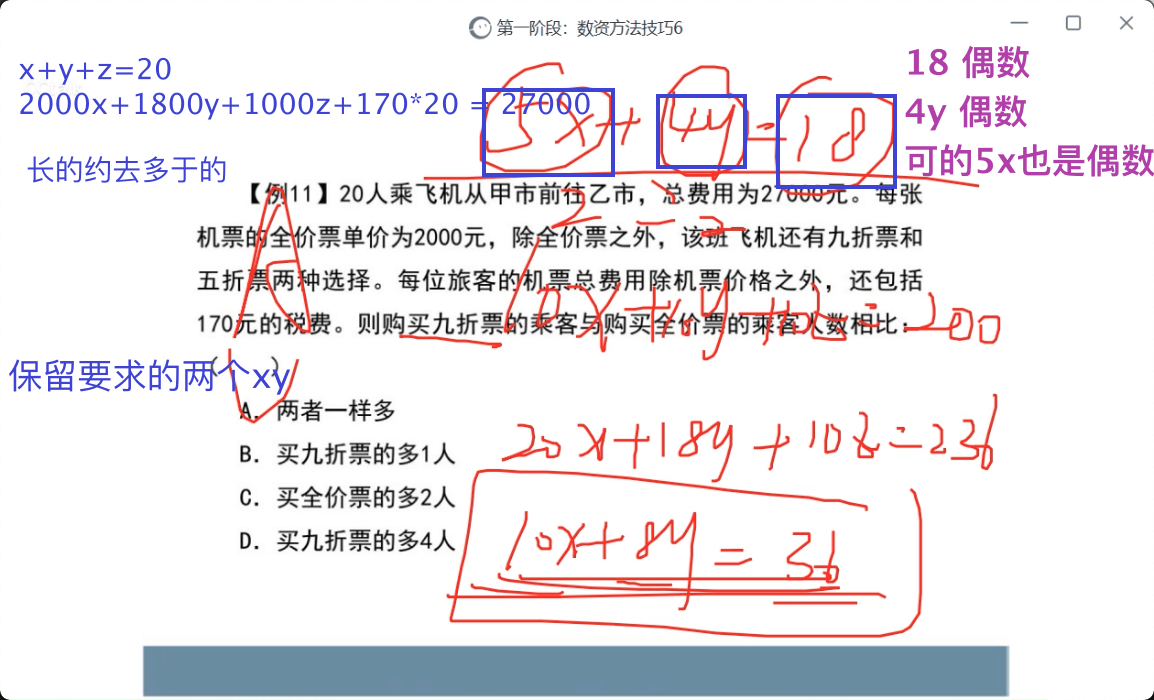 第一阶段：数资方法技巧6
x+y+z=20
18 偶数
2000x+1800y+1000z+170*20 = 27000
5x+4y=18
4y 偶数
长的约去多于的
可的5x也是偶数
【例11】20人乘飞机从甲市前往乙市，总费用为27000元。每张
机票的全价票单价为2000元，除全价票之外，该班飞机还有九折票和
五折票两种选择。每位旅客的机票总费用除机票价格之外，还包括
170元的税费。则购买九折票的乘客与购买全价票的乘客人数相比：
（ ）
保留要求的两个xy
A. 两者一样多
B. 买九折票的多1人
C. 买全价票的多2人
D. 买九折票的多4人
10x+10y+10z=200
20x+18y+10z=236
10x+8y=36